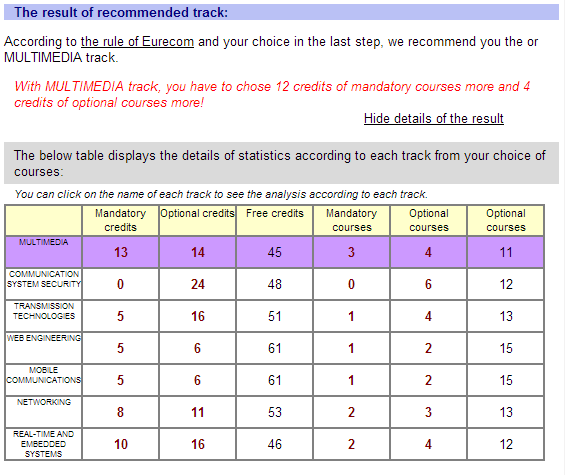 The result of recommended track:
According to the rule of Eurecom and your choice in the last step, we recommend you the or
MULTIMEDIA track.
With MULTIMEDIA track, you have to chose 12 credits of mandatory courses more and 4
credits of optional courses more!
Hide details of the result
The below table displays the details of statistics according to each track from your choice of
courses:
You can click on the name of each track to see the analysis according to each track.
Mandatory credits Optional credits Free credits Mandatory courses Optional courses Optional courses
MULTIMEDIA 13 14 45 3 4 11
COMMUNICATION SYSTEM SECURITY 0 24 48 0 6 12
TRANSMISSION TECHNOLOGIES 5 16 51 1 4 13
WEB ENGINEERING 5 6 61 1 2 15
MOBILE COMMUNICATIONS 5 6 61 1 2 15
NETWORKING 8 11 53 2 3 13
REAL-TIME AND EMBEDDED SYSTEMS 10 16 46 2 4 12